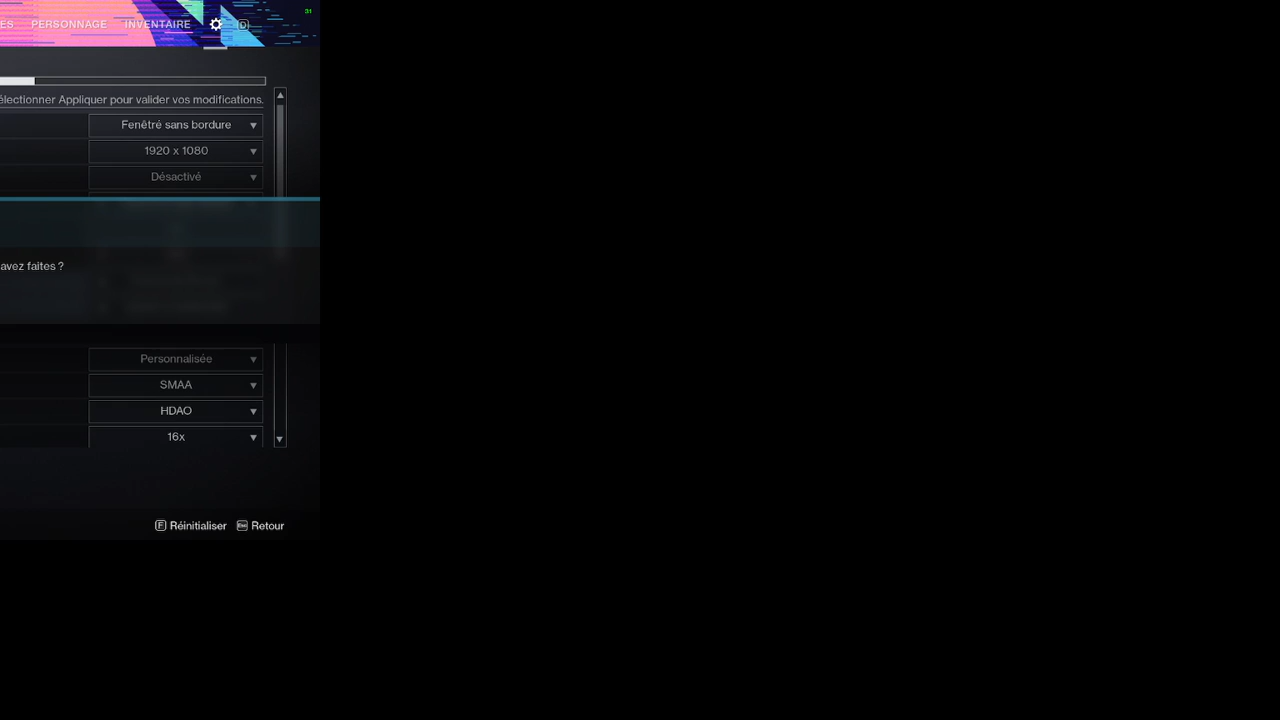 ES PERSONNAGE INVENTAIRE D
31
électionner Appliquer pour valider vos modifications.
Fenêtré sans bordure
1920 x 1080
Désactivé
avez faites ?
Personnalisée
SMAA
HDAO
16x
F Réinitialiser Esc Retour